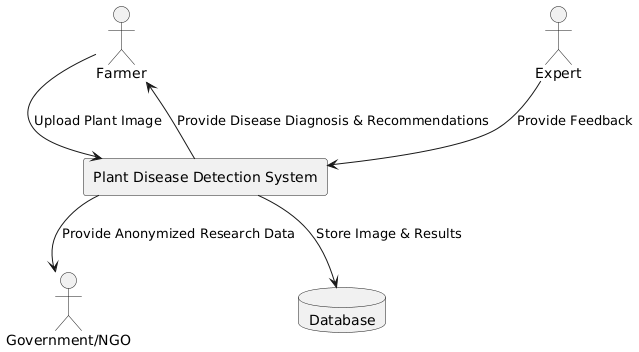 Farmer
Expert
Upload Plant Image
Provide Disease Diagnosis & Recommendations
Provide Feedback
Plant Disease Detection System
Provide Anonymized Research Data
Store Image & Results
Government/NGO
Database